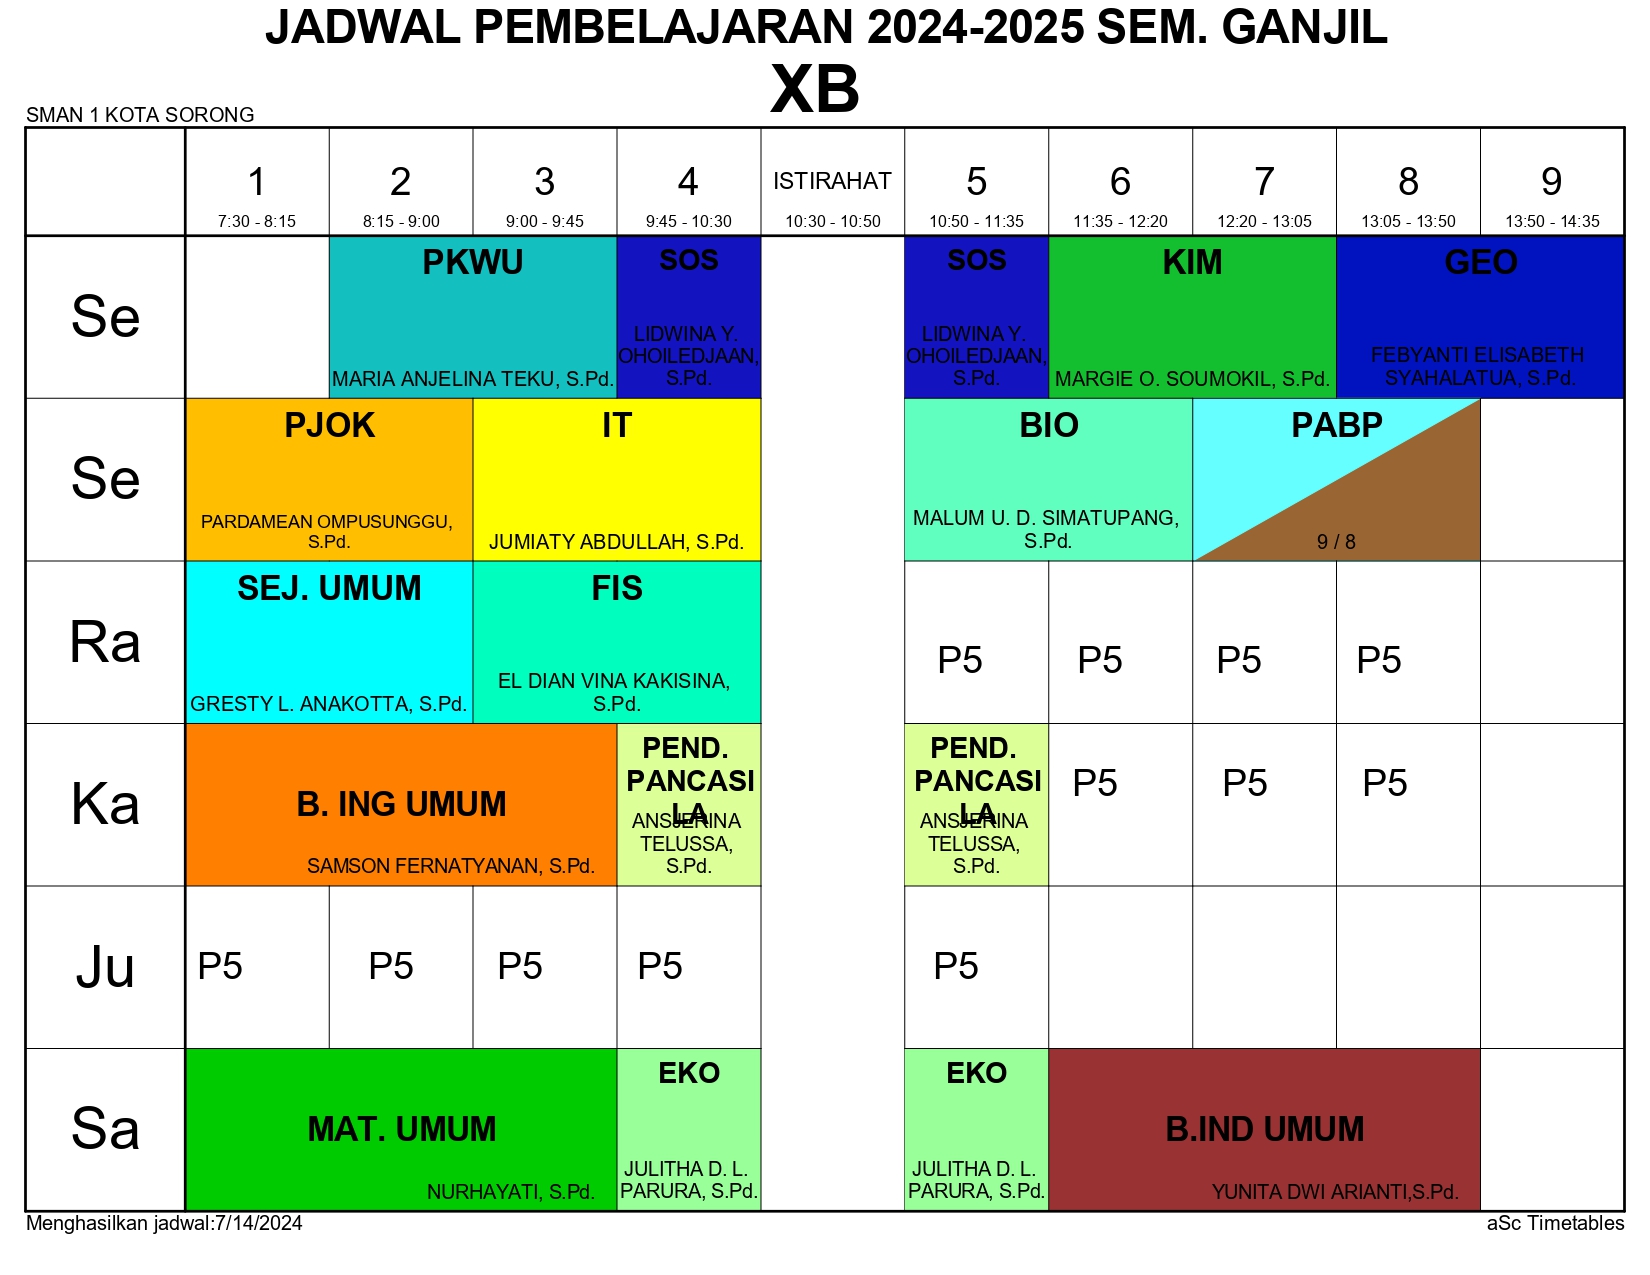 JADWAL PEMBELAJARAN 2024-2025 SEM. GANJIL
XB
SMAN 1 KOTA SORONG
1 2 3 4 ISTIRAHAT 5 6 7 8 9
7:30 - 8:15 8:15 - 9:00 9:00 - 9:45 9:45 - 10:30 10:30 - 10:50 10:50 - 11:35 11:35 - 12:20 12:20 - 13:05 13:05 - 13:50 13:50 - 14:35
Se
PKWU
MARIA ANJELINA TEKU, S.Pd.
SOS
LIDWINA Y.
OHOILEDJAAN,
S.Pd.
SOS
LIDWINA Y.
OHOILEDJAAN,
S.Pd.
KIM
MARGIE O. SOUMOKIL, S.Pd.
GEO
FEBYANTI ELISABETH
SYAHALATUA, S.Pd.
Se
PJOK
PARDAMEAN OMPUSUNGGU,
S.Pd.
IT
JUMIATY ABDULLAH, S.Pd.
BIO
MALUM U. D. SIMATUPANG,
S.Pd.
PABP
9 / 8
Ra
SEJ. UMUM
GRESTY L. ANAKOTTA, S.Pd.
FIS
EL DIAN VINA KAKISINA,
S.Pd.
P5 P5 P5 P5
Ka
B. ING UMUM
SAMSON FERNATYANAN, S.Pd.
PEND.
PANCASI
LA
ANSJERINA
TELUSSA,
S.Pd.
PEND.
PANCASI
LA
ANSJERINA
TELUSSA,
S.Pd.
P5 P5 P5
Ju
P5 P5 P5 P5 P5
Sa
MAT. UMUM
NURHAYATI, S.Pd.
EKO
JULITHA D. L.
PARURA, S.Pd.
EKO
JULITHA D. L.
PARURA, S.Pd.
B.IND UMUM
YUNITA DWI ARIANTI,S.Pd.
Menghasilkan jadwal:7/14/2024
aSc Timetables